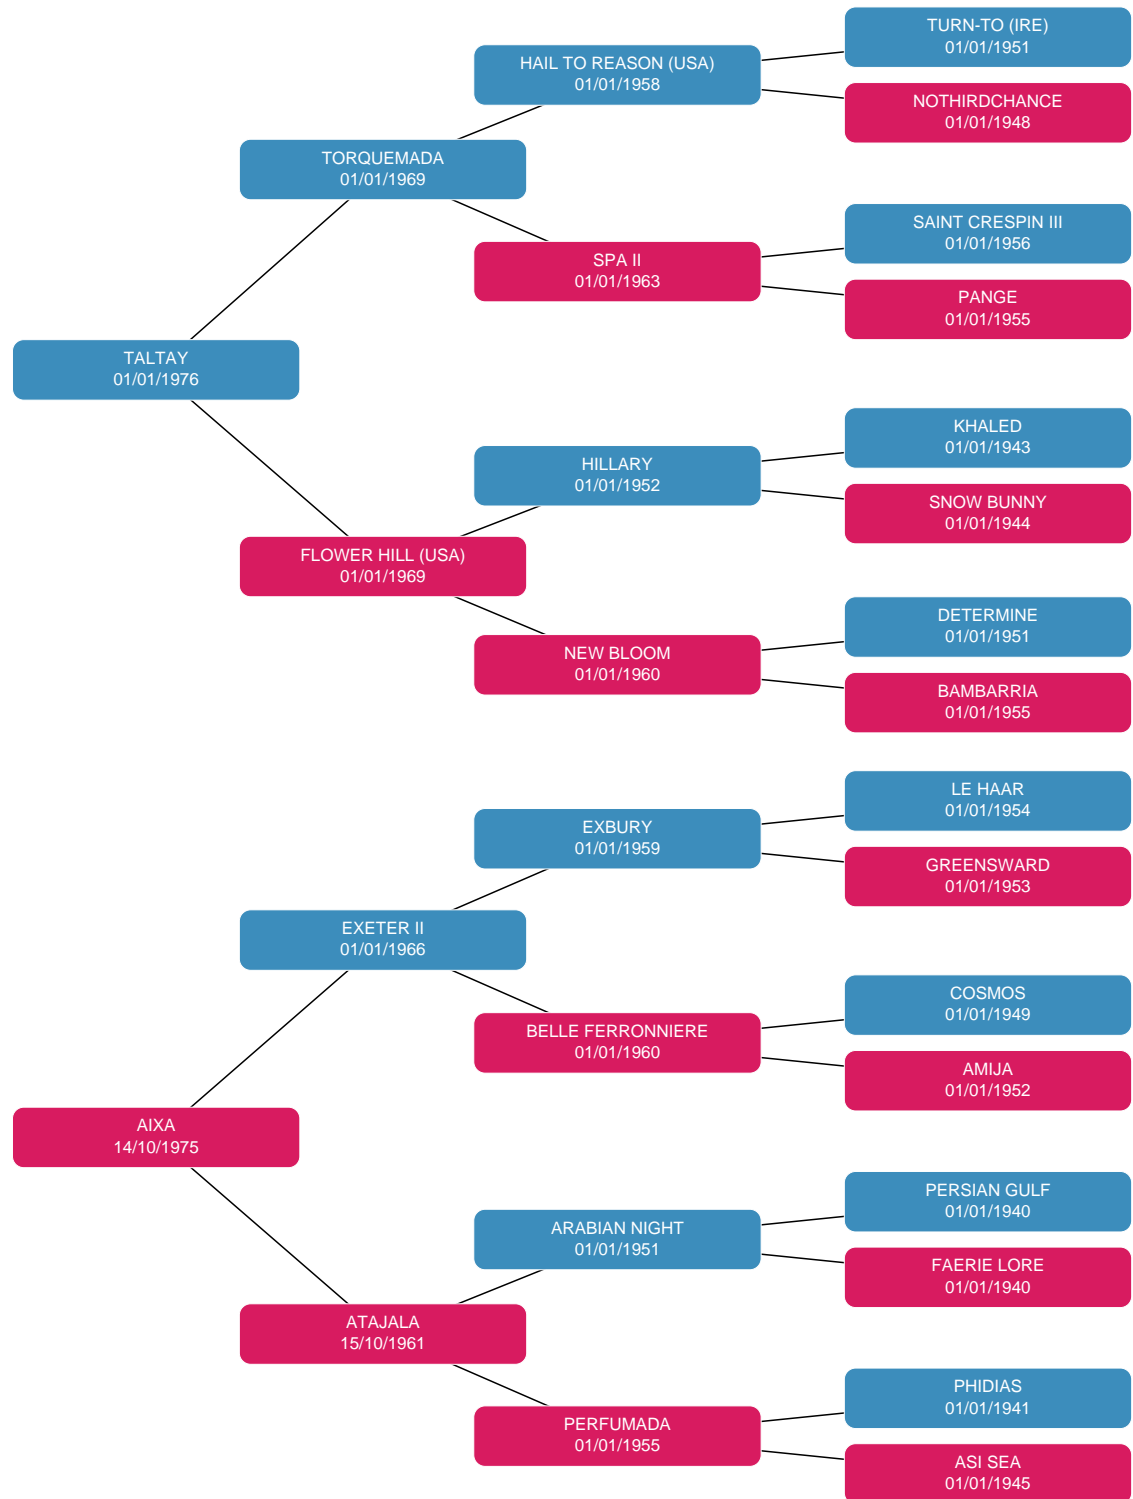 TURN-TO (IRE)
01/01/1951
HAIL TO REASON (USA)
01/01/1958
NOTHIRDCHANCE
01/01/1948
TORQUEMADA
01/01/1969
SAINT CRESPIN III
01/01/1956
SPA II
01/01/1963
PANGE
01/01/1955
TALTAY
01/01/1976
KHALED
01/01/1943
HILLARY
01/01/1952
SNOW BUNNY
01/01/1944
FLOWER HILL (USA)
01/01/1969
DETERMINE
01/01/1951
NEW BLOOM
01/01/1960
BAMBARRIA
01/01/1955
LE HAAR
01/01/1954
EXBURY
01/01/1959
GREENSWARD
01/01/1953
EXETER II
01/01/1966
COSMOS
01/01/1949
BELLE FERRONNIERE
01/01/1960
AMIJA
01/01/1952
AIXA
14/10/1975
PERSIAN GULF
01/01/1940
ARABIAN NIGHT
01/01/1951
FAERIE LORE
01/01/1940
ATAJALA
15/10/1961
PHIDIAS
01/01/1941
PERFUMADA
01/01/1955
ASI SEA
01/01/1945